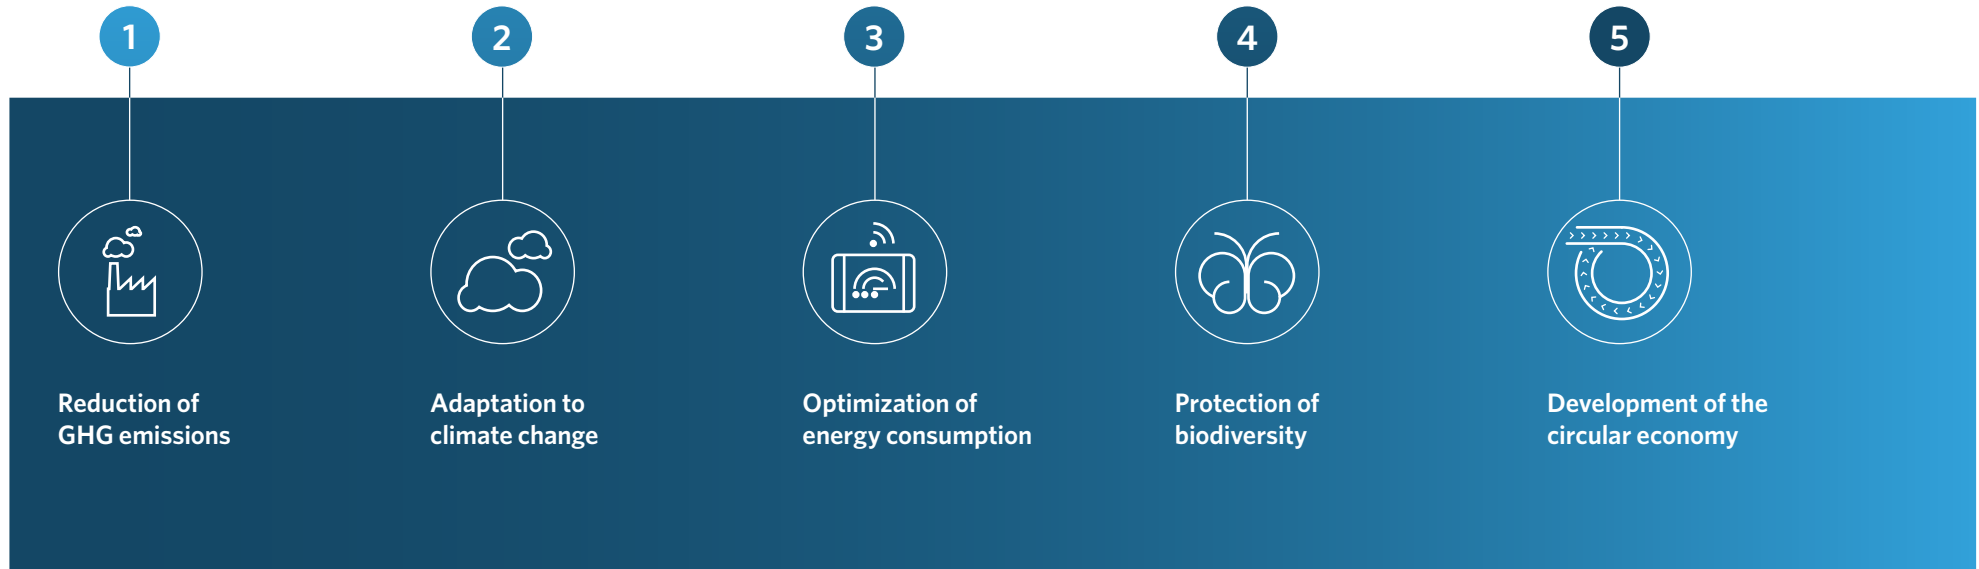 1
2
3
4
5
Reduction of
GHG emissions
Adaptation to
climate change
Optimization of
energy consumption
Protection of
biodiversity
Development of the
circular economy